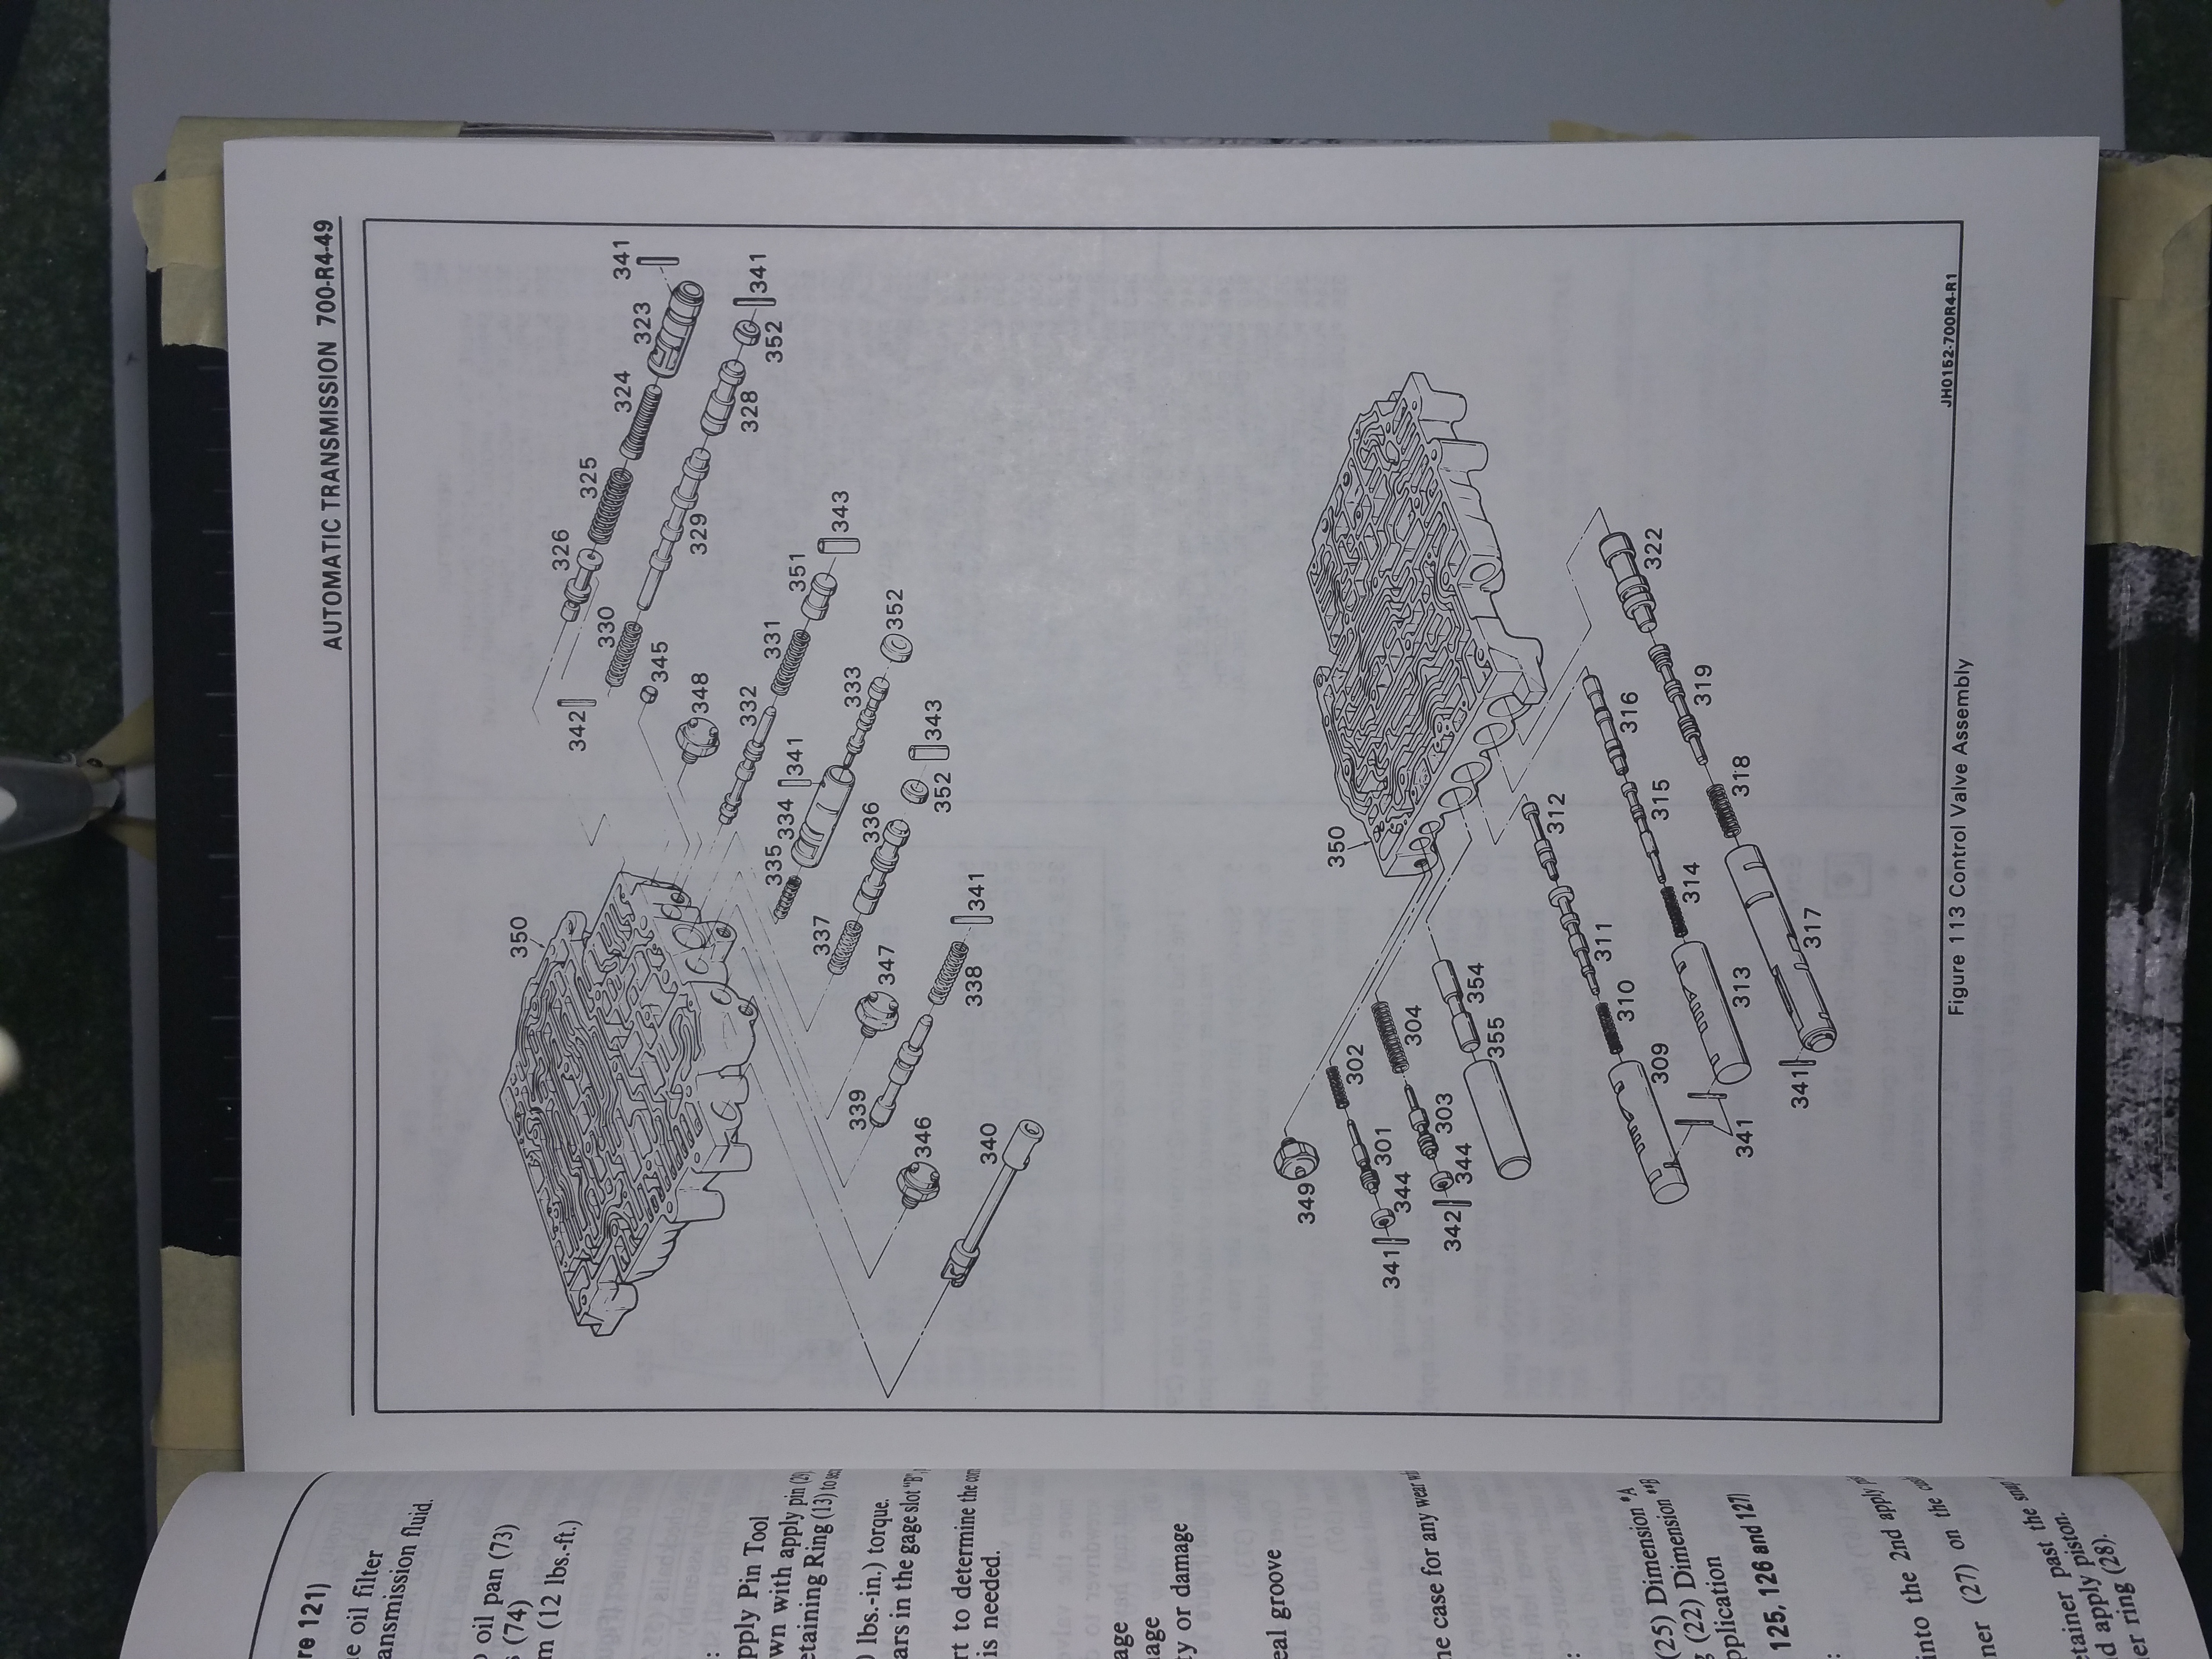 AUTOMATIC TRANSMISSION 700-R4-49
341
323
324
325
326
341
352
328
329
330
342
345
348
343
351
331
332
352
333
341
334
335
343
352
336
337
347
341
338
339
346
340
350
350
322
319
318
317
341
316
315
314
313
312
311
310
309
341
354
355
304
303
344
342
302
301
344
341
349
JH0152-700R4-R1
Figure 113 Control Valve Assembly
re 121)
e oil filter
ansmission fluid.
oil pan (73)
s (74)
m (12 lbs.-ft.)
:
pply Pin Tool
wn with apply pin (29)
etaining Ring (13) to
) lbs.-in.) torque.
ars in the gage slot "B",
rt to determine the
is needed.
age
nage
ty or damage
eal groove
ne case for any wear
:
(25) Dimension "A
g (22) Dimension "B
pplication
125, 126 and 127)
:
into the 2nd apply
ner (27) on the
etainer past the snap
d apply piston.
er ring (28).